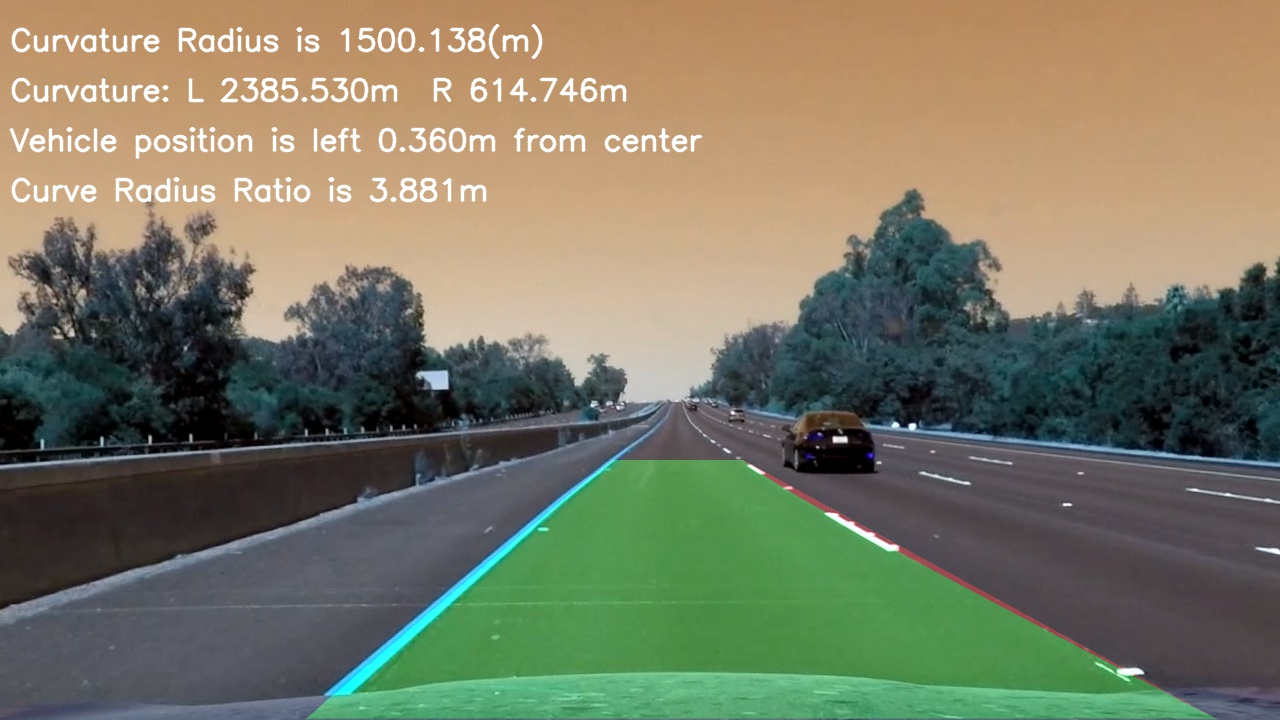 Curvature Radius is 1500.138(m)
Curvature: L 2385.530m R 614.746m
Vehicle position is left 0.360m from center
Curve Radius Ratio is 3.881m